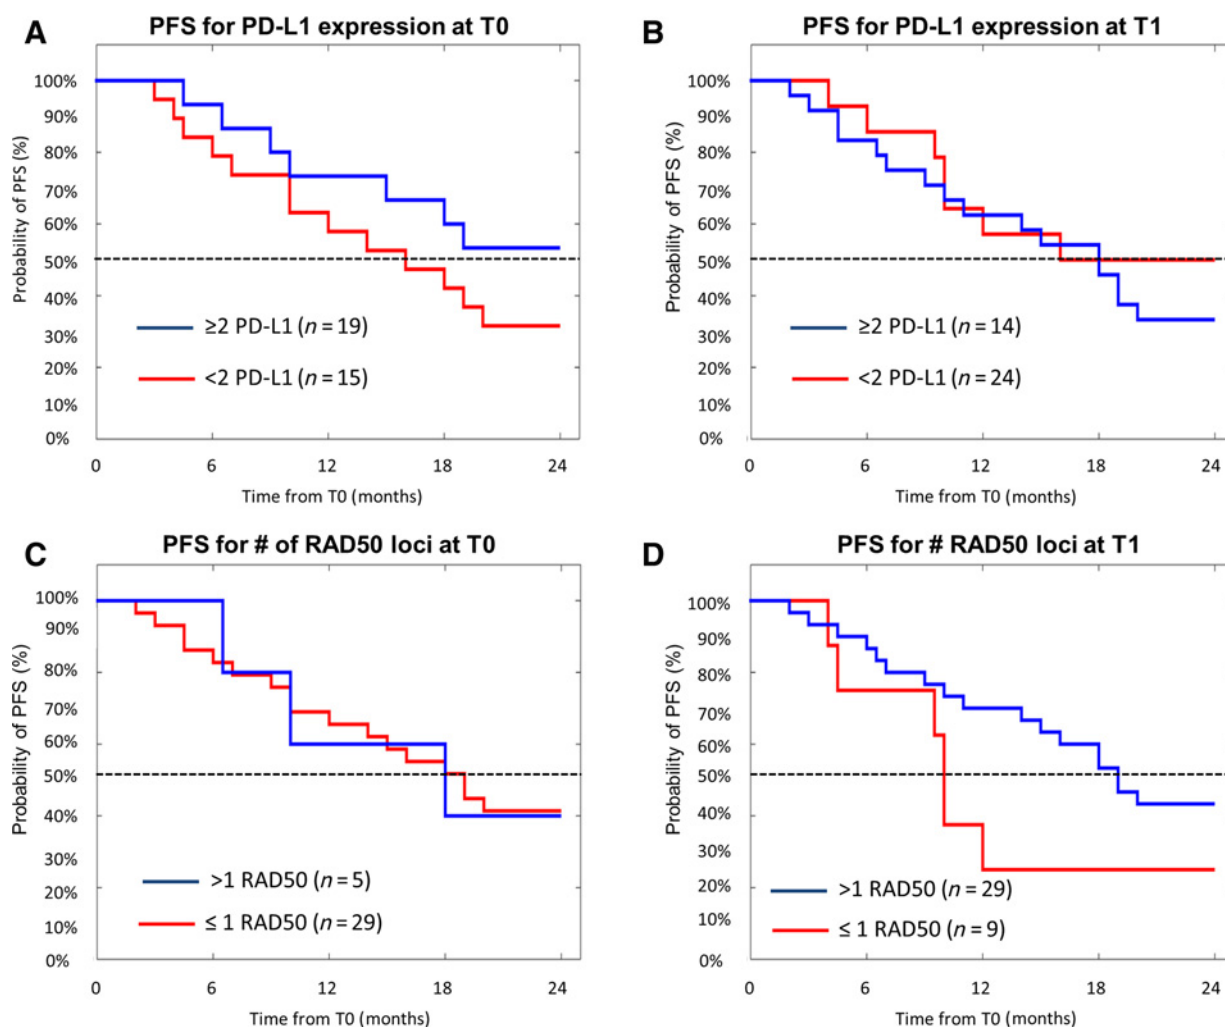 A
PFS for PD-L1 expression at T0
Probability of PFS (%)
100%
90%
80%
70%
60%
50%
40%
30%
20%
10%
0%
≥2 PD-L1 (n = 19)
<2 PD-L1 (n = 15)
0 6 12 18 24
Time from T0 (months)
B
PFS for PD-L1 expression at T1
Probability of PFS (%)
100%
90%
80%
70%
60%
50%
40%
30%
20%
10%
0%
≥2 PD-L1 (n = 14)
<2 PD-L1 (n = 24)
0 6 12 18 24
Time from T0 (months)
C
PFS for # of RAD50 loci at T0
Probability of PFS (%)
100%
90%
80%
70%
60%
50%
40%
30%
20%
10%
0%
>1 RAD50 (n = 5)
≤ 1 RAD50 (n = 29)
0 6 12 18 24
Time from T0 (months)
D
PFS for # RAD50 loci at T1
Probability of PFS (%)
100%
90%
80%
70%
60%
50%
40%
30%
20%
10%
0%
>1 RAD50 (n = 29)
≤ 1 RAD50 (n = 9)
0 6 12 18 24
Time from T0 (months)